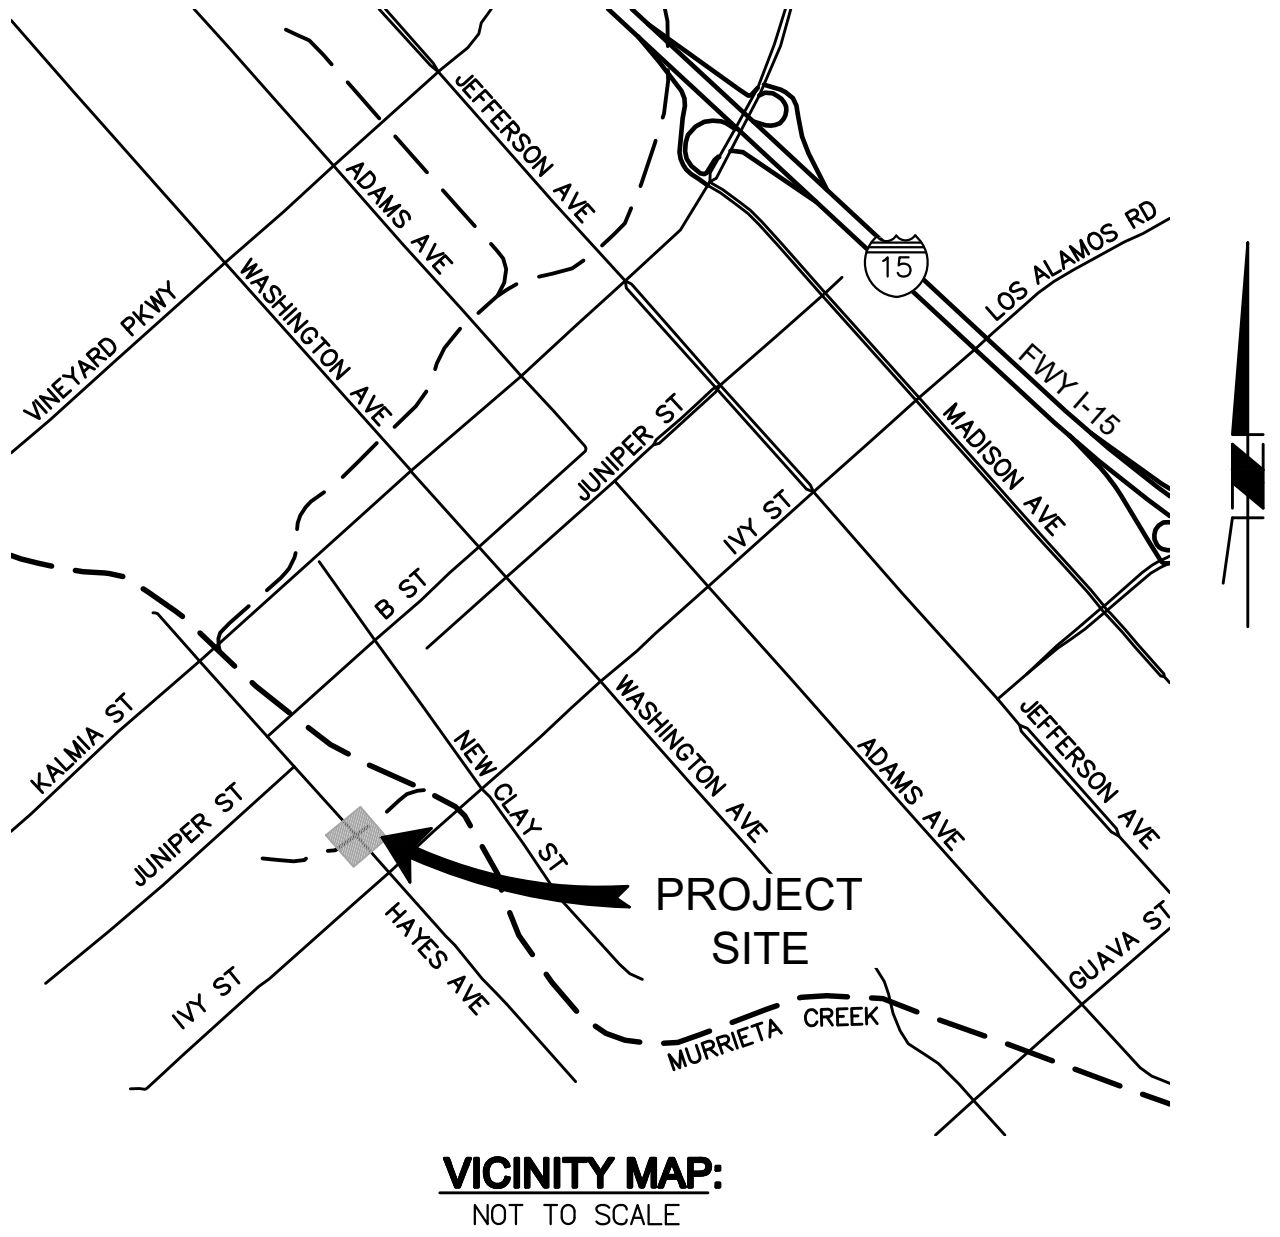 JEFFERSON AVE
ADAMS AVE
LOS ALAMOS RD
15
WASHINGTON AVE
VINEYARD PKWY
FWY I-15
JUNIPER ST
MADISON AVE
IVY ST
B ST
N
KALMIA ST
WASHINGTON AVE
JEFFERSON AVE
NEW CLAY ST
ADAMS AVE
JUNIPER ST
PROJECT
SITE
HAYES AVE
GUAVA ST
IVY ST
MURRIETA CREEK
VICINITY MAP:
NOT TO SCALE